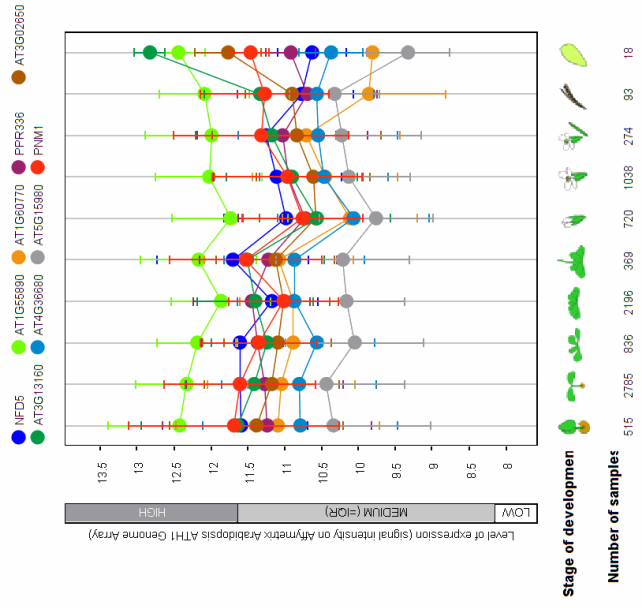 NFD5 AT1G55890 AT1G60770 PPR336 AT3G02650
AT3G13160 AT4G36680 AT5G15980 PNM1
13.5 13 12.5 12 11.5 11 10.5 10 9.5 9 8.5 8
HIGH MEDIUM (=IQR) LOW
Level of expression (signal intensity on Affymetrix Arabidopsis ATH1 Genome Array)
Stage of developmen
Number of samples
515 2785 836 2196 369 720 1038 274 93 18